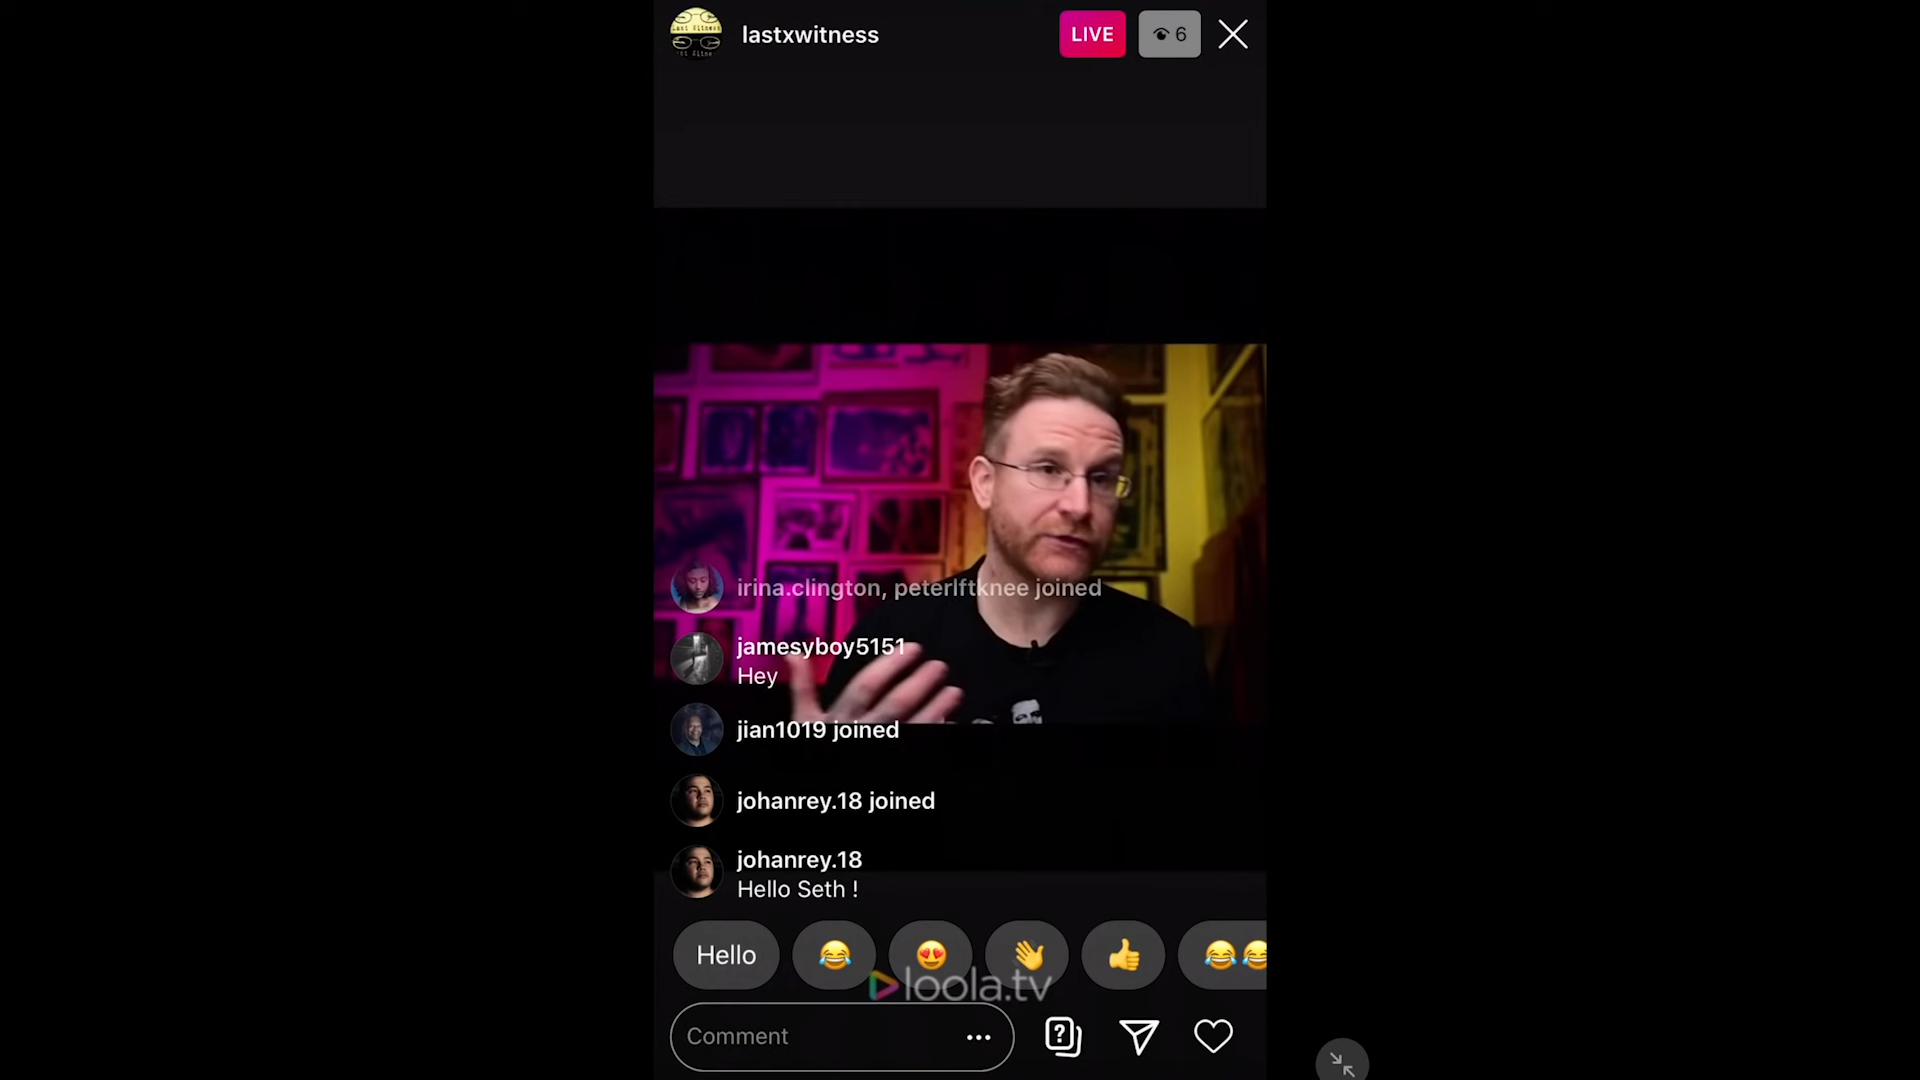 lastxwitness
LIVE
6
irina.clington, peterlftknee joined
jamesyboy5151
Hey
jian1019 joined
johanrey.18 joined
johanrey.18
Hello Seth !
Hello
loola.tv
Comment